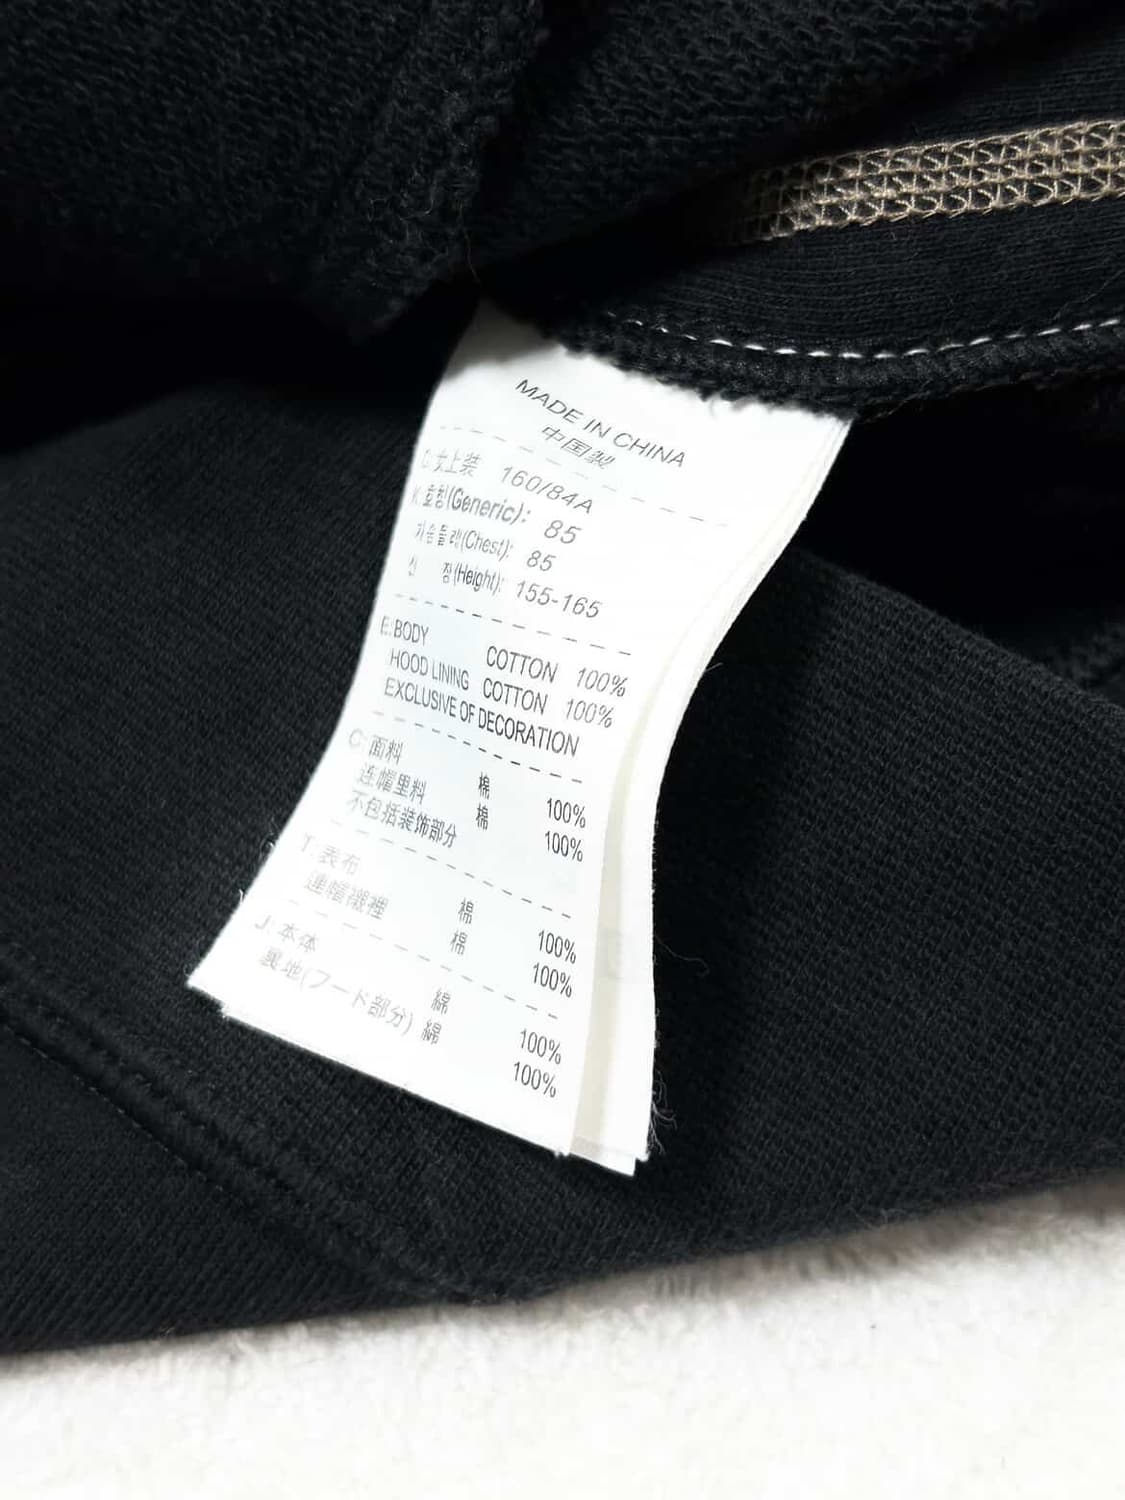 MADE IN CHINA
中国製
C: 女上装 160/84A
K: 호칭(Generic): 85
가슴둘레(Chest): 85
신 장(Height): 155-165
E: BODY COTTON 100%
HOOD LINING COTTON 100%
EXCLUSIVE OF DECORATION
C: 面料 棉 100%
连帽里料 棉 100%
不包括装饰部分
T: 表布 棉 100%
連帽襯裡 棉 100%
J: 本体 綿 100%
裏地(フード部分) 綿 100%